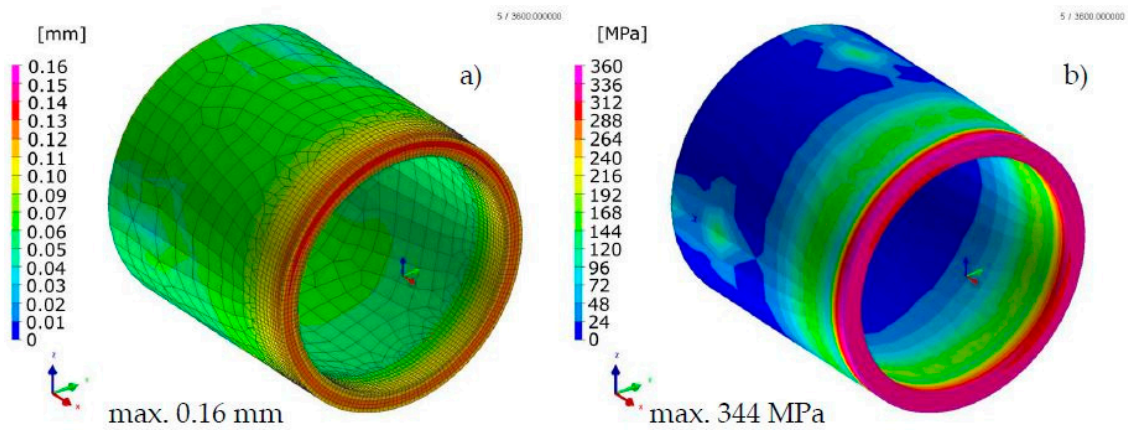 5 / 3600.000000
[mm]
a)
0.16
0.15
0.14
0.13
0.12
0.11
0.10
0.09
0.07
0.06
0.05
0.04
0.03
0.02
0.01
0
z
Y
x
max. 0.16 mm
5 / 3600.000000
[MPa]
b)
360
336
312
288
264
240
216
192
168
144
120
96
72
48
24
0
z
Y
x
max. 344 MPa